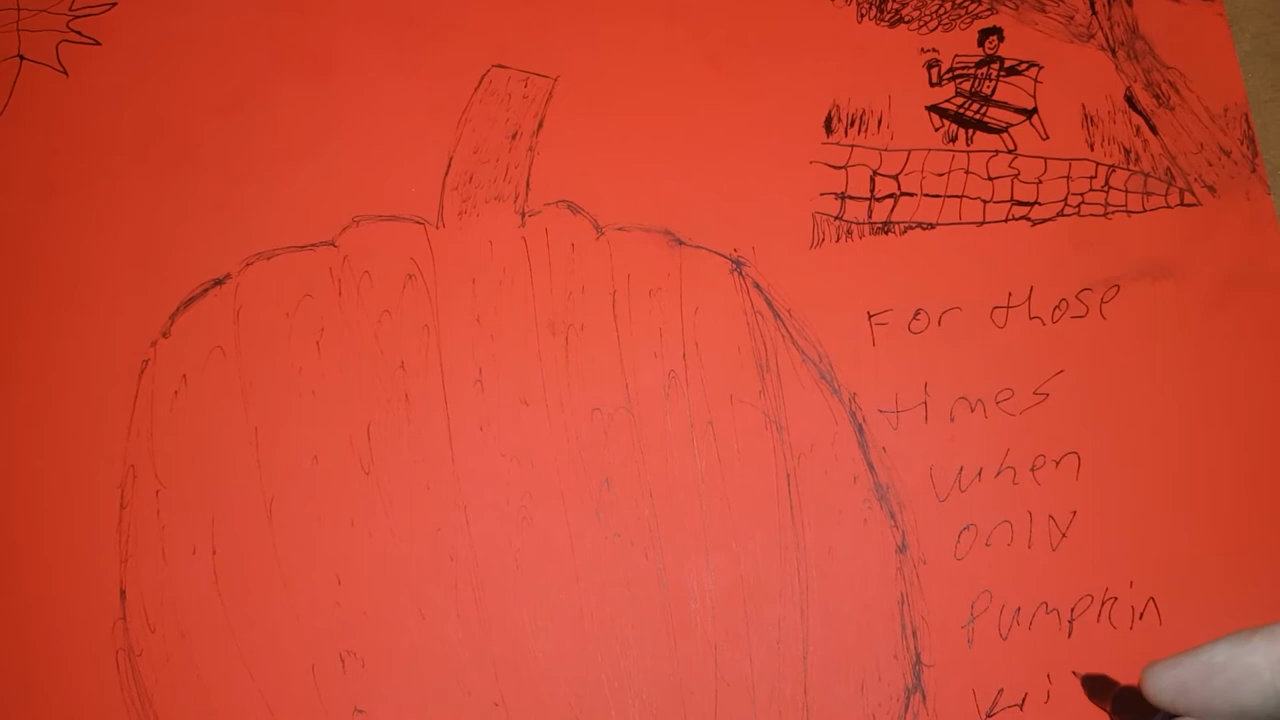 For those
times
when
only
pumpkin